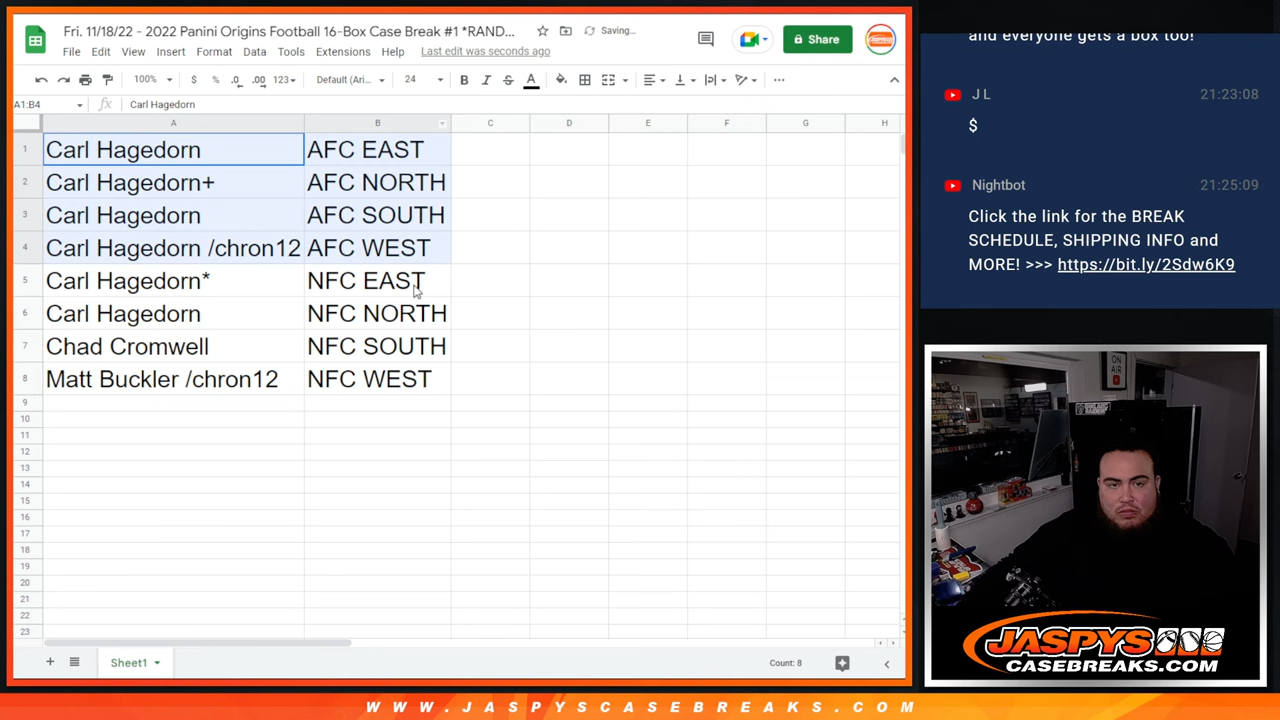 Fri. 11/18/22 - 2022 Panini Origins Football 16-Box Case Break #1 *RAND...
Saving...
Share
File Edit View Insert Format Data Tools Extensions Help Last edit was seconds ago
100% $ % .0 .00 123 Default (Ari... 24 B I S A
A1:B4 fx Carl Hagedorn
A B C D E F G H
1 Carl Hagedorn AFC EAST
2 Carl Hagedorn+ AFC NORTH
3 Carl Hagedorn AFC SOUTH
4 Carl Hagedorn /chron12 AFC WEST
5 Carl Hagedorn* NFC EAST
6 Carl Hagedorn NFC NORTH
7 Chad Cromwell NFC SOUTH
8 Matt Buckler /chron12 NFC WEST
9
10
11
12
13
14
15
16
17
18
19
20
21
22
23
Sheet1
Count: 8
and everyone gets a box too!
J L 21:23:08
$
Nightbot 21:25:09
Click the link for the BREAK
SCHEDULE, SHIPPING INFO and
MORE! >>> https://bit.ly/2Sdw6K9
ON AIR
JASPYS
CASEBREAKS.COM
WWW.JASPYSCASEBREAKS.COM